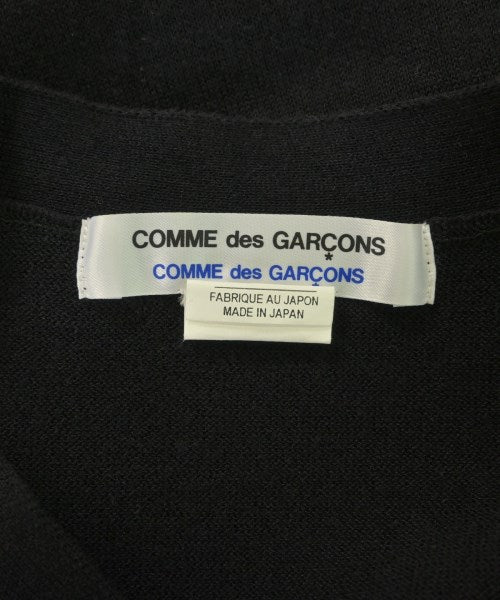 COMME des GARÇONS
*
COMME des GARÇONS
FABRIQUE AU JAPON
MADE IN JAPAN